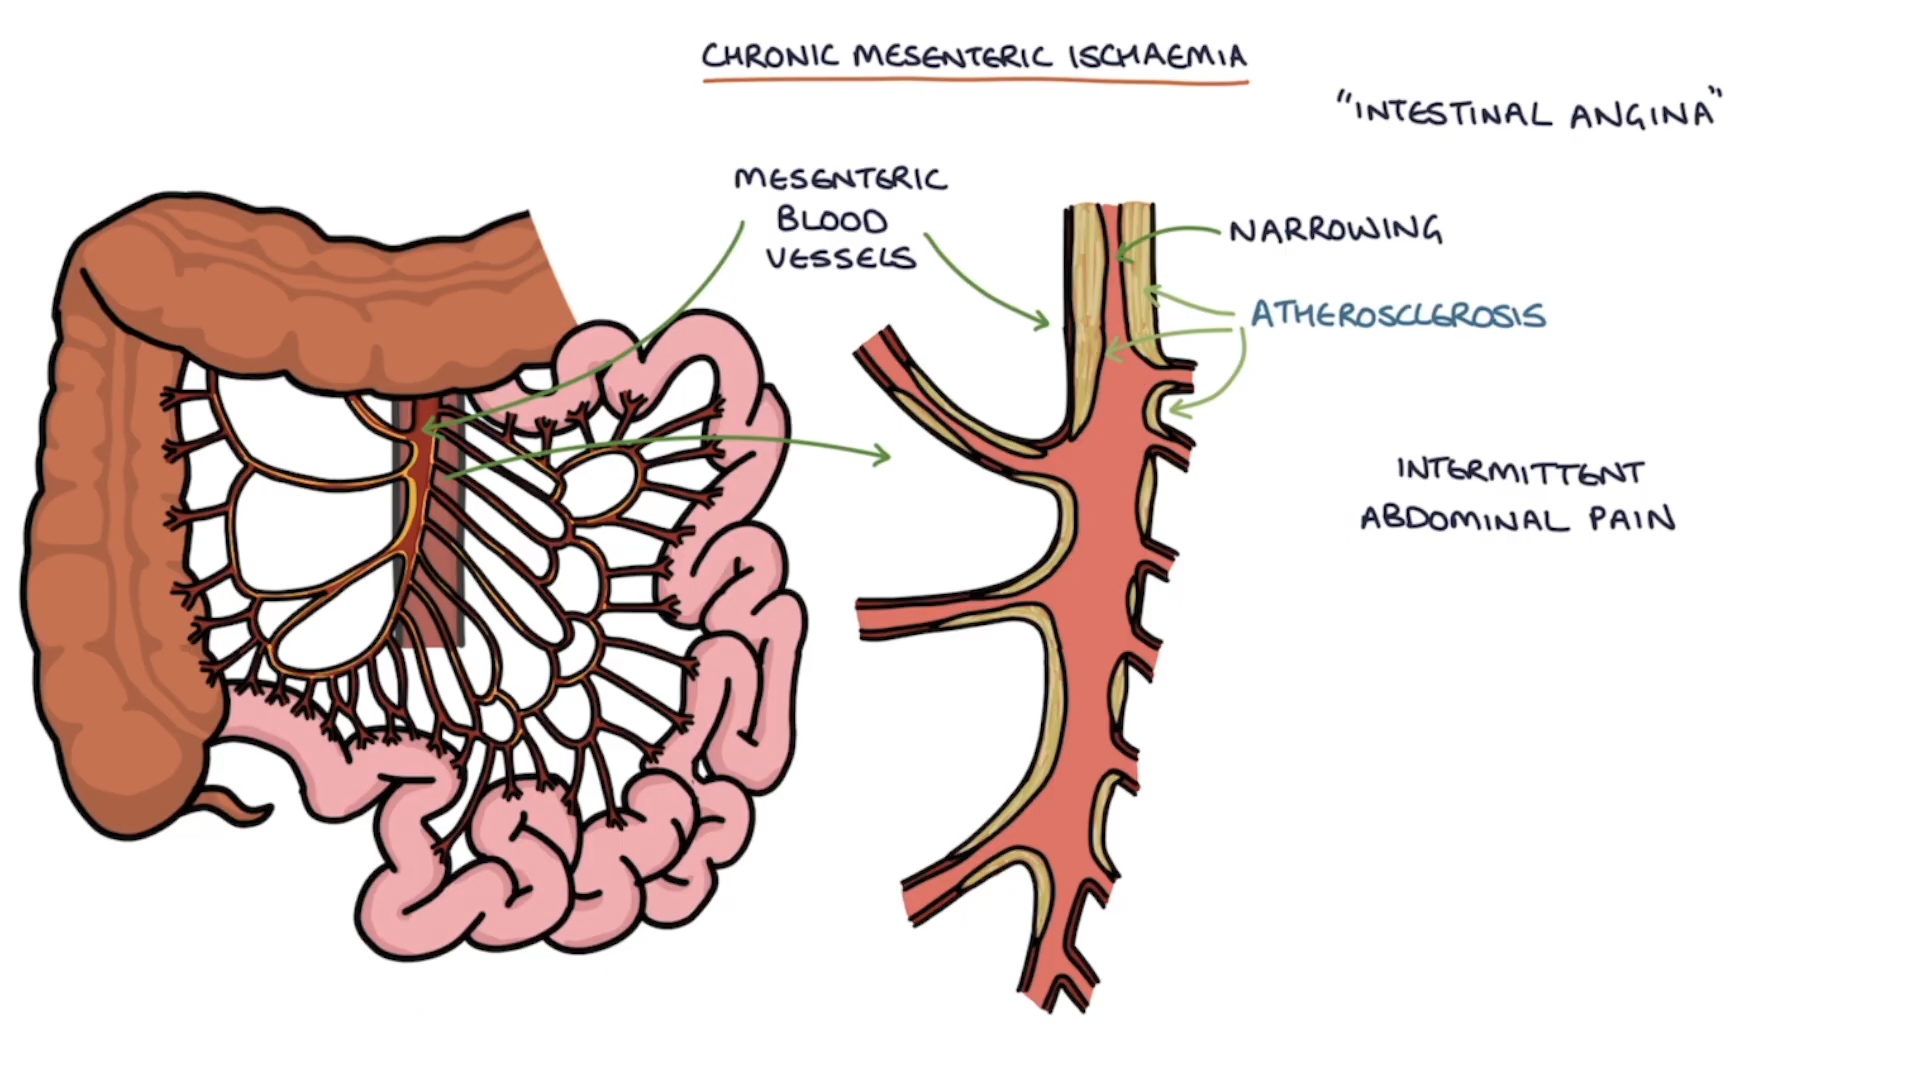 CHRONIC MESENTERIC ISCHAEMIA
"INTESTINAL ANGINA"
MESENTERIC
BLOOD
VESSELS
NARROWING
ATHEROSCLEROSIS
INTERMITTENT
ABDOMINAL PAIN